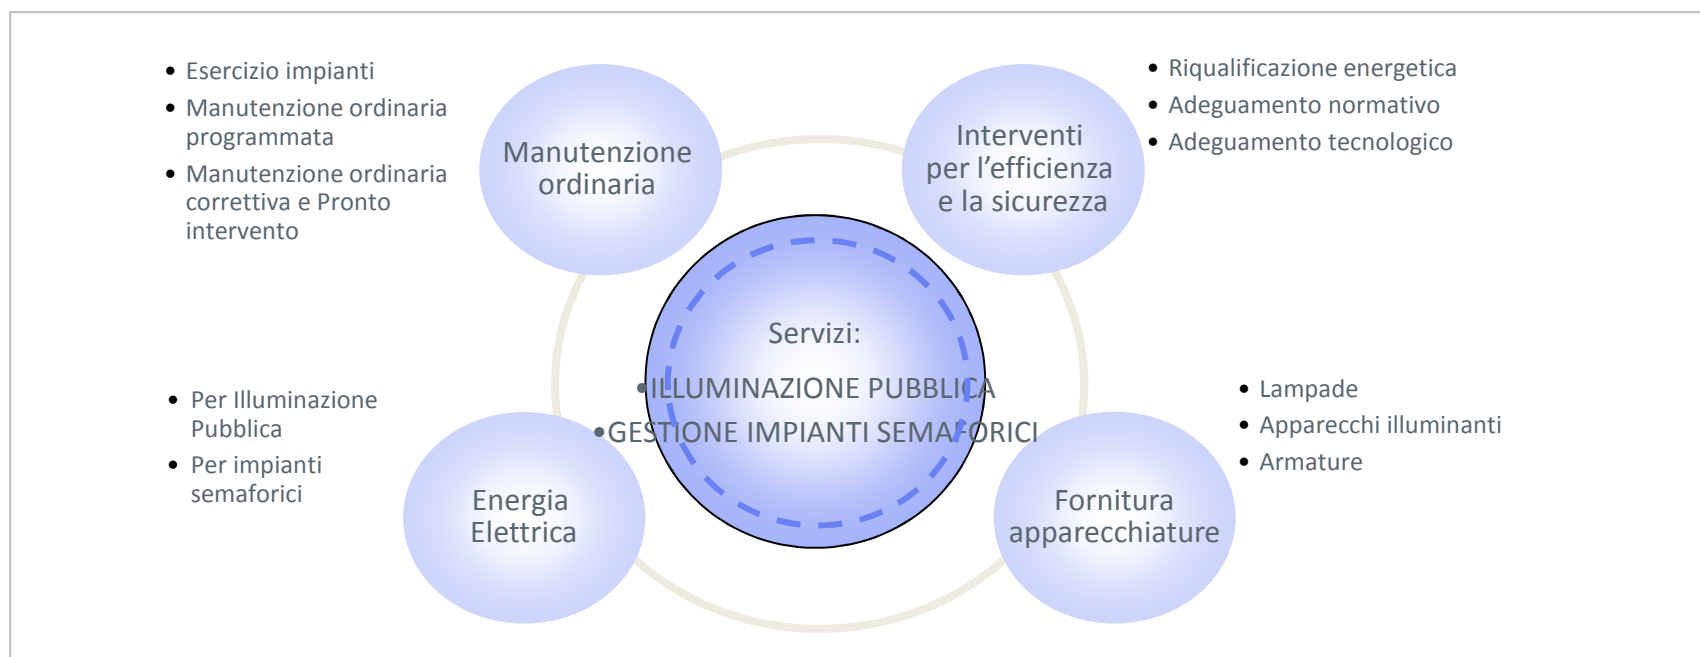 • Esercizio impianti
• Manutenzione ordinaria
programmata
• Manutenzione ordinaria
correttiva e Pronto
intervento
Manutenzione
ordinaria
Interventi
per l’efficienza
e la sicurezza
• Riqualificazione energetica
• Adeguamento normativo
• Adeguamento tecnologico
Servizi:
•ILLUMINAZIONE PUBBLICA
•GESTIONE IMPIANTI SEMAFORICI
• Per Illuminazione
Pubblica
• Per impianti
semaforici
Energia
Elettrica
Fornitura
apparecchiature
• Lampade
• Apparecchi illuminanti
• Armature